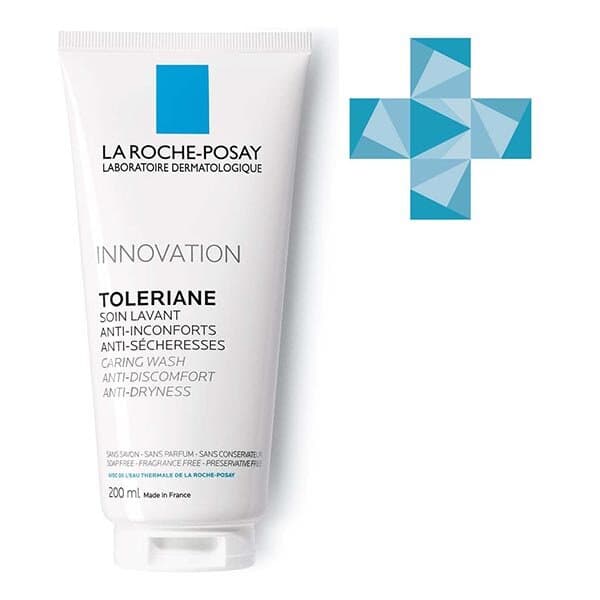 LA ROCHE-POSAY
LABORATOIRE DERMATOLOGIQUE
INNOVATION
TOLERIANE
SOIN LAVANT
ANTI-INCONFORTS
ANTI-SÉCHERESSES
CARING WASH
ANTI-DISCOMFORT
ANTI-DRYNESS
SANS SAVON - SANS PARFUM - SANS CONSERVATEUR
SOAP FREE - FRAGRANCE FREE - PRESERVATIVE FREE
AVEC DE L'EAU THERMALE DE LA ROCHE-POSAY
200 ml Made in France